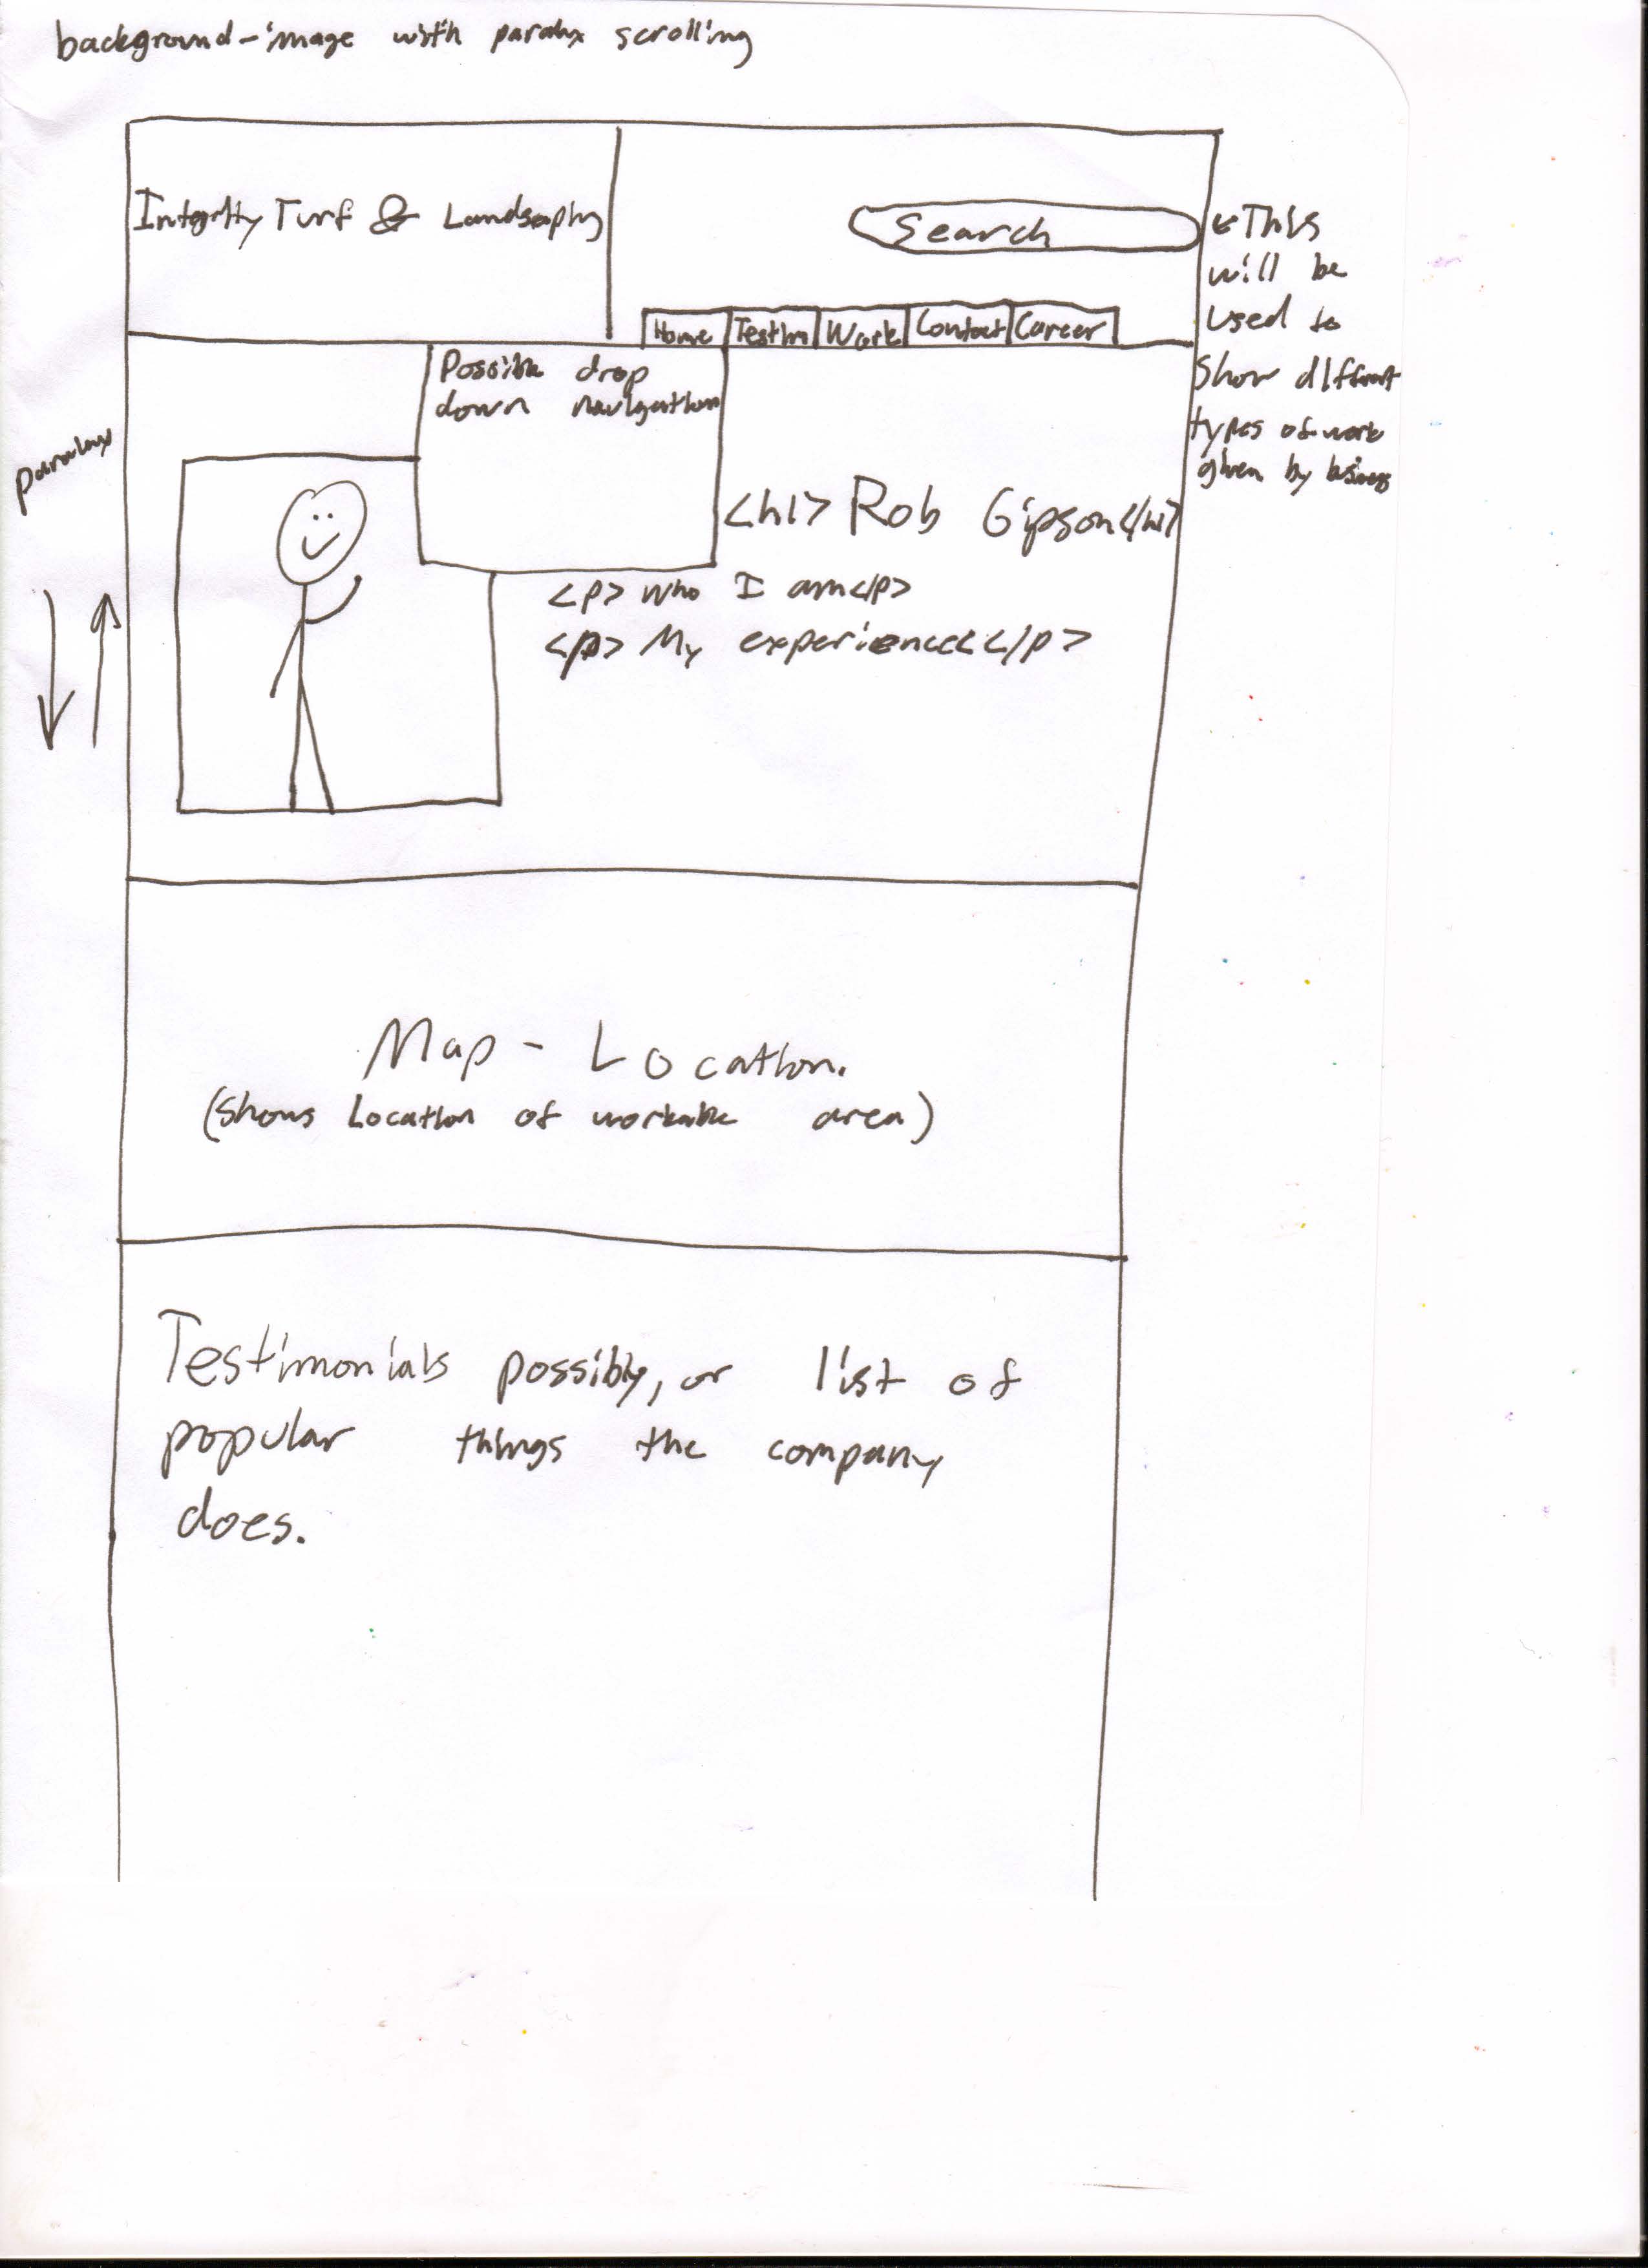 background-image with paralax scrolling
Integrity Turf & Landscaping
Search
Home
Testim
Work
Contact
Career
<This
will be
used to
show different
types of work
given by business
Possible drop
down navigation
paralax
<h1> Rob Gipson</h1>
<p> who I am</p>
<p> My experience<</p>
Map - Location.
(Shows Location of workable area)
Testimonials possibly, or list of
popular things the company
does.